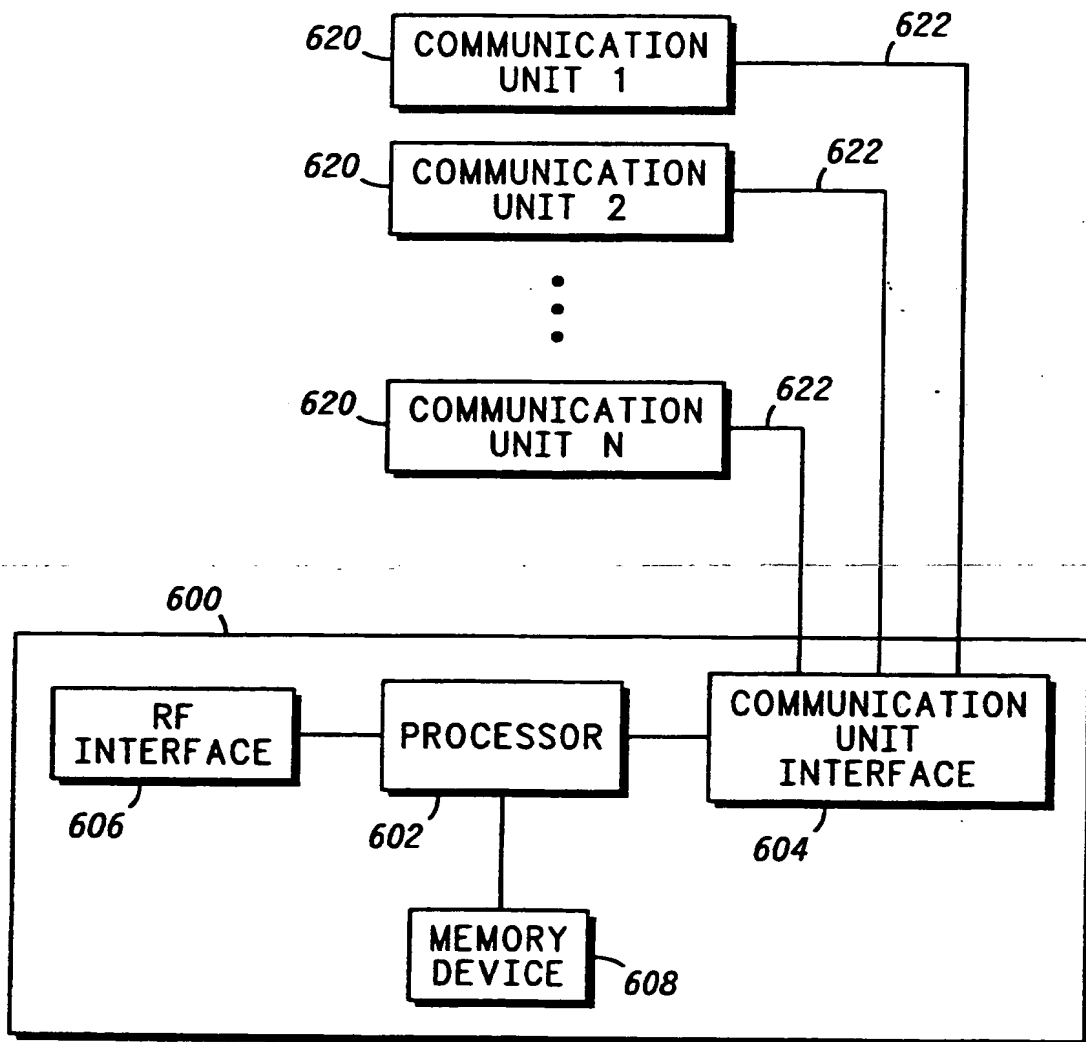 620
COMMUNICATION
UNIT 1
622
620
COMMUNICATION
UNIT 2
622
620
COMMUNICATION
UNIT N
622
600
RF
INTERFACE
606
PROCESSOR
602
COMMUNICATION
UNIT
INTERFACE
604
MEMORY
DEVICE
608